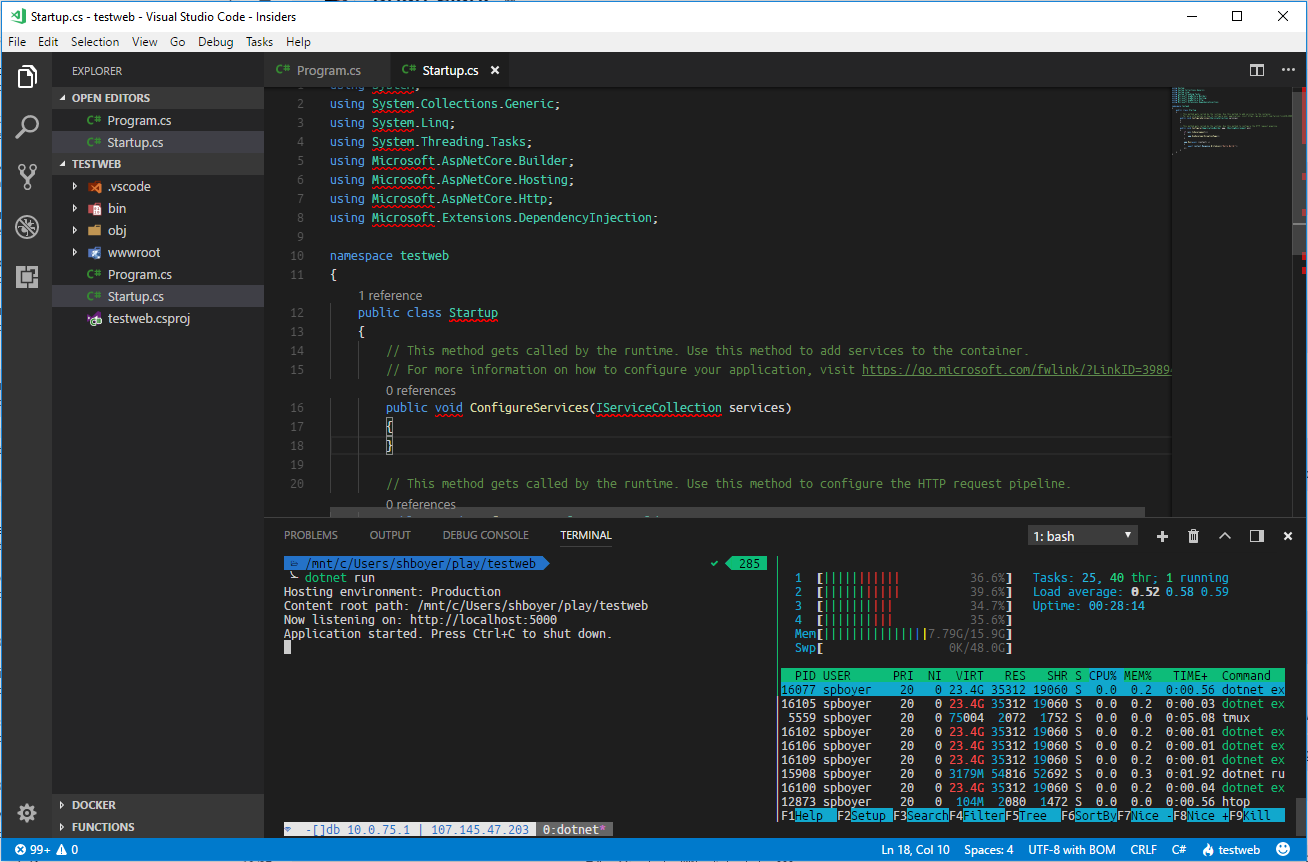 Startup.cs - testweb - Visual Studio Code - Insiders
File Edit Selection View Go Debug Tasks Help
EXPLORER
OPEN EDITORS
C# Program.cs
C# Startup.cs
TESTWEB
.vscode
bin
obj
wwwroot
C# Program.cs
C# Startup.cs
testweb.csproj
DOCKER
FUNCTIONS
C# Program.cs
C# Startup.cs
1 using System;
2 using System.Collections.Generic;
3 using System.Linq;
4 using System.Threading.Tasks;
5 using Microsoft.AspNetCore.Builder;
6 using Microsoft.AspNetCore.Hosting;
7 using Microsoft.AspNetCore.Http;
8 using Microsoft.Extensions.DependencyInjection;
9
10 namespace testweb
11 {
1 reference
12 public class Startup
13 {
14 // This method gets called by the runtime. Use this method to add services to the container.
15 // For more information on how to configure your application, visit https://go.microsoft.com/fwlink/?LinkID=3989
0 references
16 public void ConfigureServices(IServiceCollection services)
17 {
18 }
19
20 // This method gets called by the runtime. Use this method to configure the HTTP request pipeline.
0 references
PROBLEMS OUTPUT DEBUG CONSOLE TERMINAL
1: bash
/mnt/c/Users/shboyer/play/testweb
285
dotnet run
Hosting environment: Production
Content root path: /mnt/c/Users/shboyer/play/testweb
Now listening on: http://localhost:5000
Application started. Press Ctrl+C to shut down.
-[]db 10.0.75.1 | 107.145.47.203 0:dotnet*
1 [||||||||||| 36.6%] Tasks: 25, 40 thr; 1 running
2 [||||||||||| 39.6%] Load average: 0.52 0.58 0.59
3 [|||||||||| 34.7%] Uptime: 00:28:14
4 [|||||||||| 35.6%]
Mem[|||||||||||||||7.79G/15.9G]
Swp[ 0K/48.0G]
PID USER PRI NI VIRT RES SHR S CPU% MEM% TIME+ Command
16077 spboyer 20 0 23.4G 35312 19060 S 0.0 0.2 0:00.56 dotnet ex
16105 spboyer 20 0 23.4G 35312 19060 S 0.0 0.2 0:00.03 dotnet ex
5559 spboyer 20 0 75004 2072 1752 S 0.0 0.0 0:05.08 tmux
16102 spboyer 20 0 23.4G 35312 19060 S 0.0 0.2 0:00.01 dotnet ex
16106 spboyer 20 0 23.4G 35312 19060 S 0.0 0.2 0:00.01 dotnet ex
16109 spboyer 20 0 23.4G 35312 19060 S 0.0 0.2 0:00.01 dotnet ex
15908 spboyer 20 0 3179M 54816 52692 S 0.0 0.3 0:01.92 dotnet ru
16100 spboyer 20 0 23.4G 35312 19060 S 0.0 0.2 0:00.04 dotnet ex
12873 spboyer 20 0 104M 2080 1472 S 0.0 0.0 0:00.56 htop
F1Help F2Setup F3SearchF4FilterF5Tree F6SortByF7Nice -F8Nice +F9Kill
99+ 0
Ln 18, Col 10 Spaces: 4 UTF-8 with BOM CRLF C# testweb